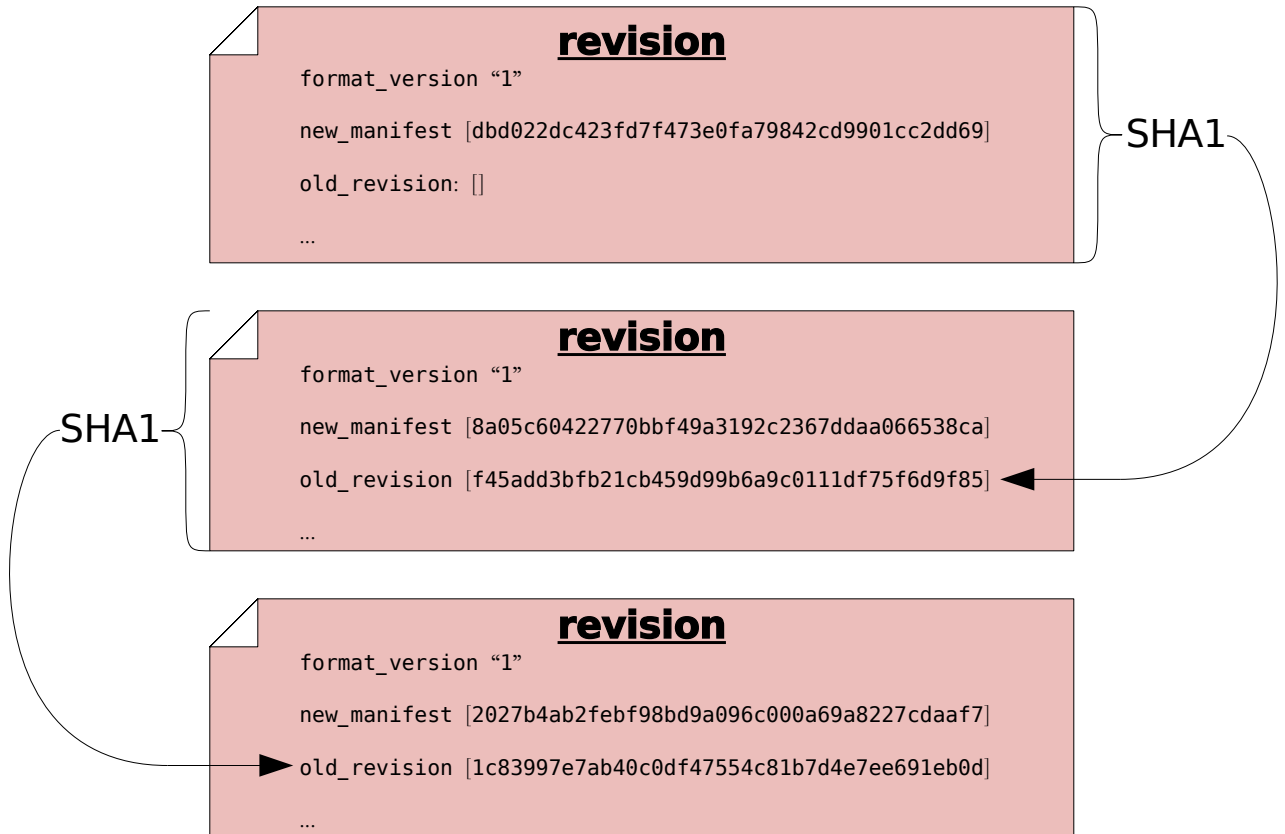 revision
format_version “1”
new_manifest [dbd022dc423fd7f473e0fa79842cd9901cc2dd69]
old_revision: []
...
SHA1
revision
format_version “1”
new_manifest [8a05c60422770bbf49a3192c2367ddaa066538ca]
old_revision [f45add3bfb21cb459d99b6a9c0111df75f6d9f85]
...
SHA1
revision
format_version “1”
new_manifest [2027b4ab2febf98bd9a096c000a69a8227cdaaf7]
old_revision [1c83997e7ab40c0df47554c81b7d4e7ee691eb0d]
...